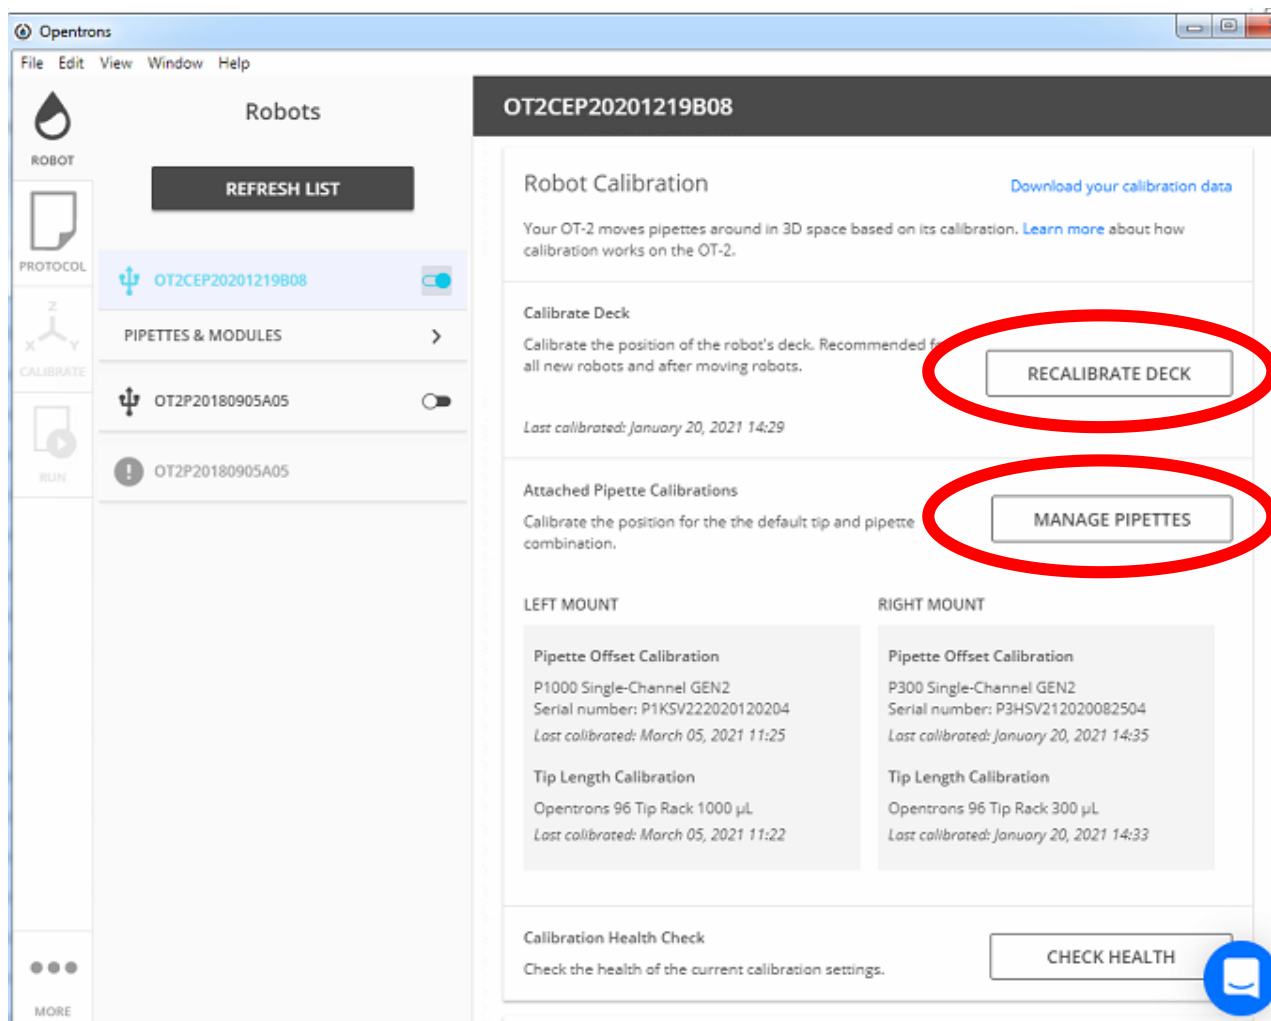 Opentrons
File Edit View Window Help
ROBOT
PROTOCOL
Z
X Y
CALIBRATE
RUN
MORE
Robots
REFRESH LIST
OT2CEP20201219B08
PIPETTES & MODULES
OT2P20180905A05
OT2P20180905A05
OT2CEP20201219B08
Robot Calibration
Download your calibration data
Your OT-2 moves pipettes around in 3D space based on its calibration. Learn more about how
calibration works on the OT-2.
Calibrate Deck
Calibrate the position of the robot's deck. Recommended
all new robots and after moving robots.
RECALIBRATE DECK
Last calibrated: January 20, 2021 14:29
Attached Pipette Calibrations
Calibrate the position for the the default tip and pipette
combination.
MANAGE PIPETTES
LEFT MOUNT
Pipette Offset Calibration
P1000 Single-Channel GEN2
Serial number: P1KSV222020120204
Last calibrated: March 05, 2021 11:25
Tip Length Calibration
Opentrons 96 Tip Rack 1000 µL
Last calibrated: March 05, 2021 11:22
RIGHT MOUNT
Pipette Offset Calibration
P300 Single-Channel GEN2
Serial number: P3HSV212020082504
Last calibrated: January 20, 2021 14:35
Tip Length Calibration
Opentrons 96 Tip Rack 300 µL
Last calibrated: January 20, 2021 14:33
Calibration Health Check
Check the health of the current calibration settings.
CHECK HEALTH